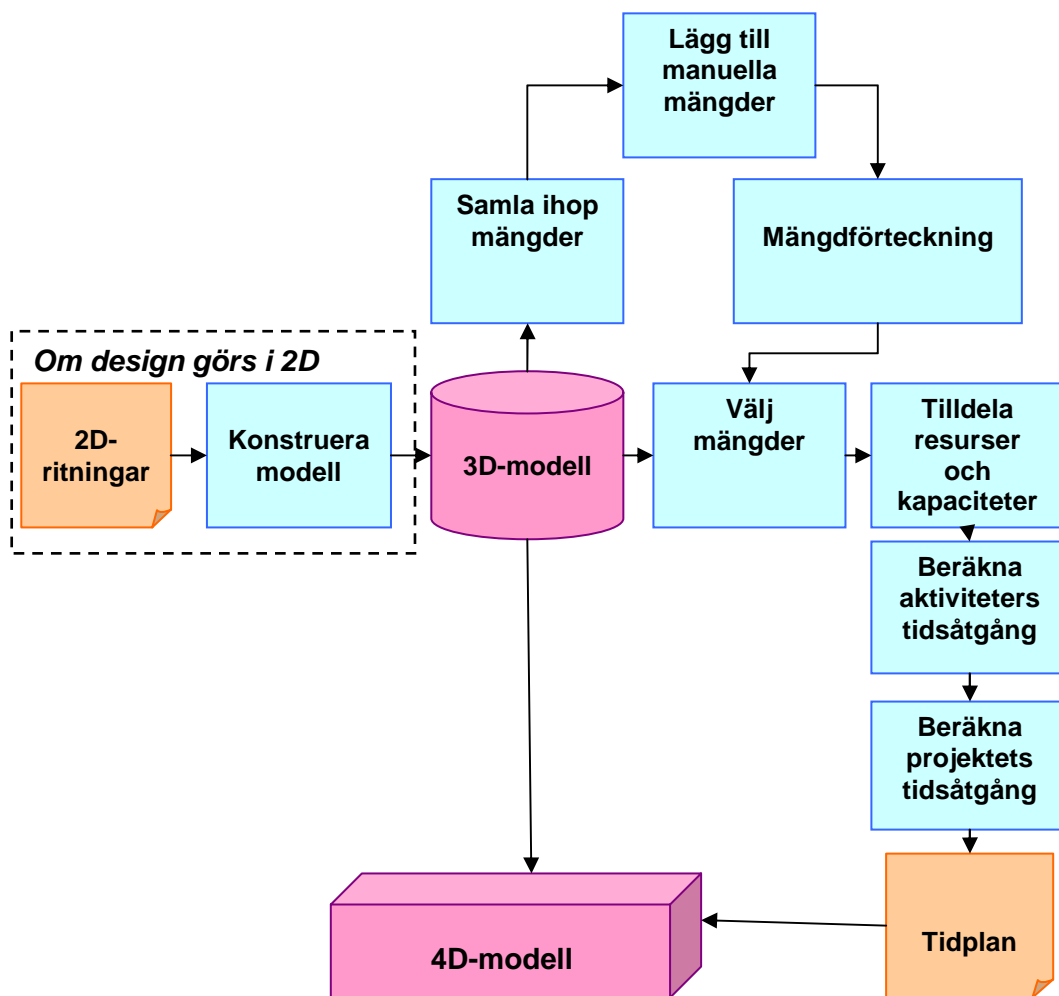 Lägg till
manuella
mängder
Samla ihop
mängder
Mängdförteckning
Om design görs i 2D
2D-
ritningar
Konstruera
modell
3D-modell
Välj
mängder
Tilldela
resurser
och
kapaciteter
Beräkna
aktiviteters
tidsåtgång
Beräkna
projektets
tidsåtgång
Tidplan
4D-modell